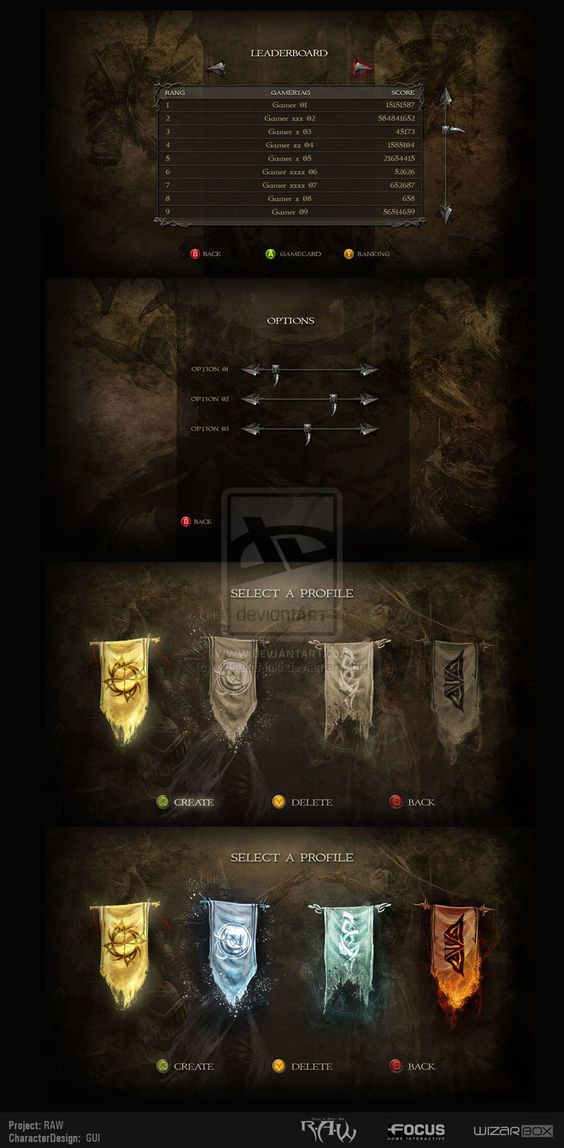 LEADERBOARD
RANG GAMERTAG SCORE
1 Gamer 01 15151587
2 Gamer xxx 02 584841652
3 Gamer x 03 45173
4 Gamer xx 04 1585104
5 Gamer x 05 21654415
6 Gamer xxxx 06 52626
7 Gamer xxxx 07 652687
8 Gamer x 08 658
9 Gamer 09 56514659
B BACK A GAMECARD Y RANKING
OPTIONS
OPTION 01
OPTION 02
OPTION 03
B BACK
SELECT A PROFILE
deviantART
WWW.DEVIANTART.COM
CREATE DELETE BACK
SELECT A PROFILE
CREATE DELETE BACK
Project: RAW
CharacterDesign: GUI
RAW
FOCUS
HOME INTERACTIVE
WIZARBOX